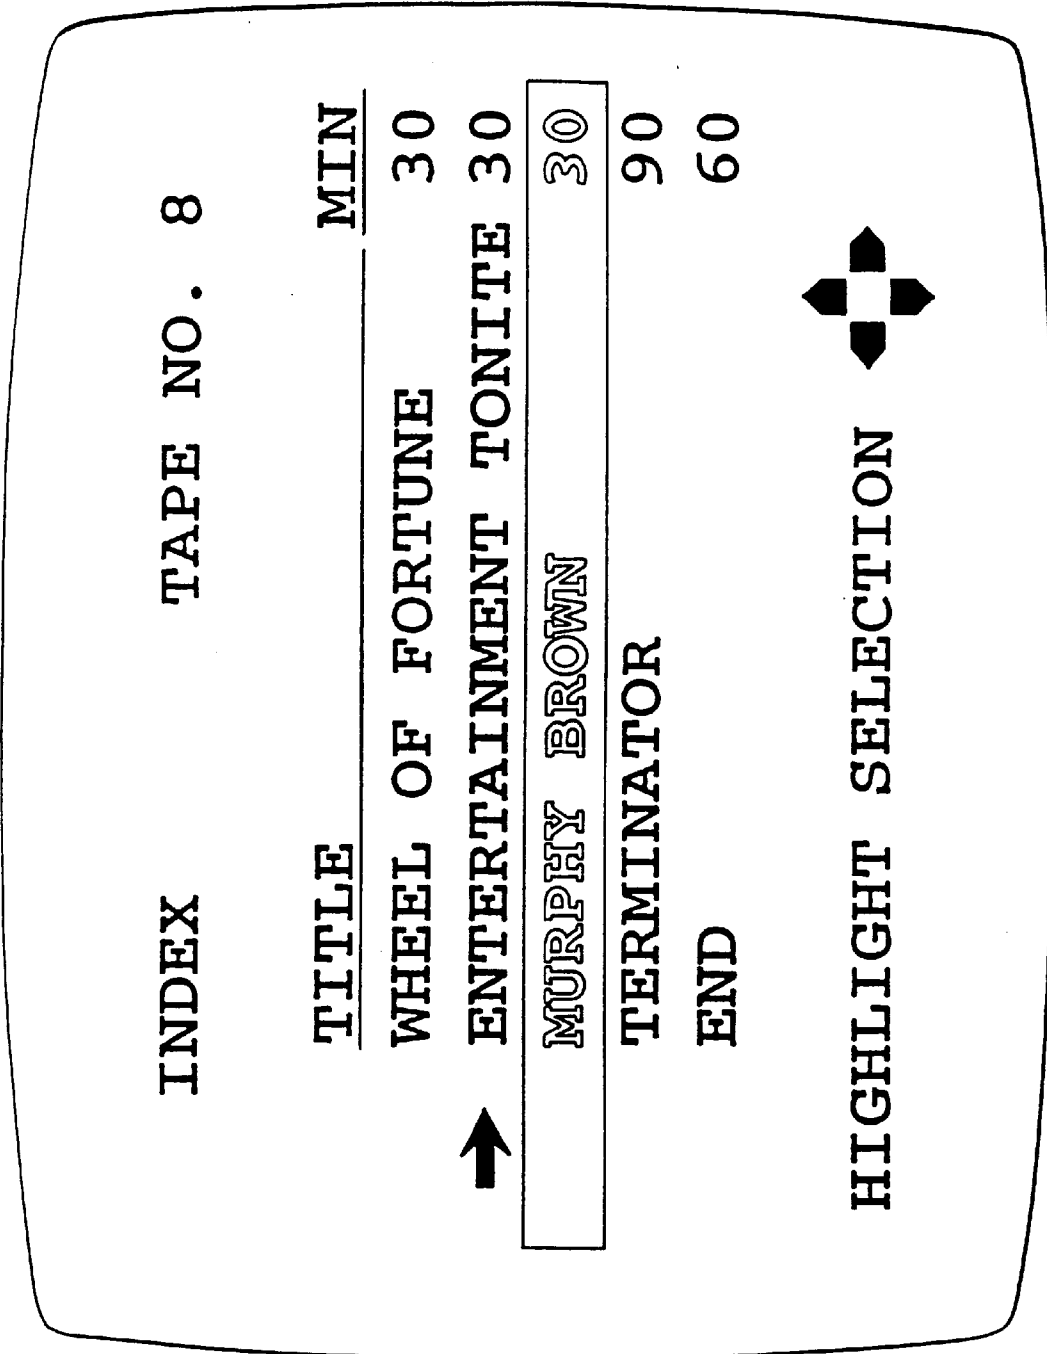 INDEX TAPE NO. 8
TITLE MIN
WHEEL OF FORTUNE 30
ENTERTAINMENT TONITE 30
MURPHY BROWN 30
TERMINATOR 90
END 60
HIGHLIGHT SELECTION